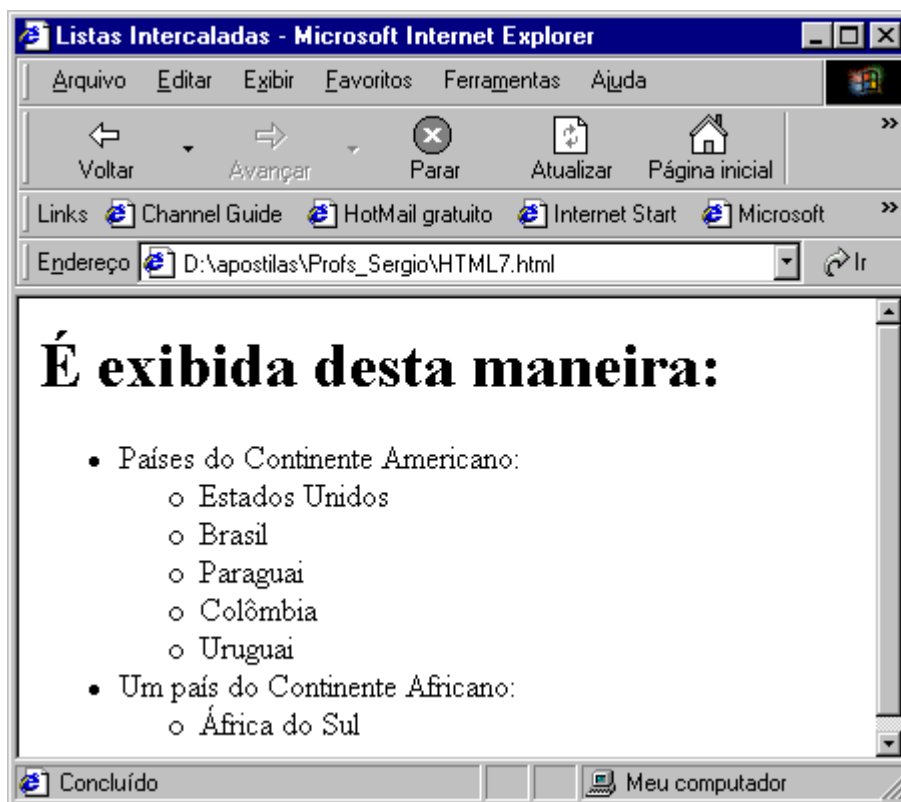 Listas Intercaladas - Microsoft Internet Explorer
Arquivo Editar Exibir Favoritos Ferramentas Ajuda
Voltar Avançar Parar Atualizar Página inicial »
Links Channel Guide HotMail gratuito Internet Start Microsoft »
Endereço D:\apostilas\Profs_Sergio\HTML7.html Ir
É exibida desta maneira:
• Países do Continente Americano:
o Estados Unidos
o Brasil
o Paraguai
o Colômbia
o Uruguai
• Um país do Continente Africano:
o África do Sul
Concluído Meu computador